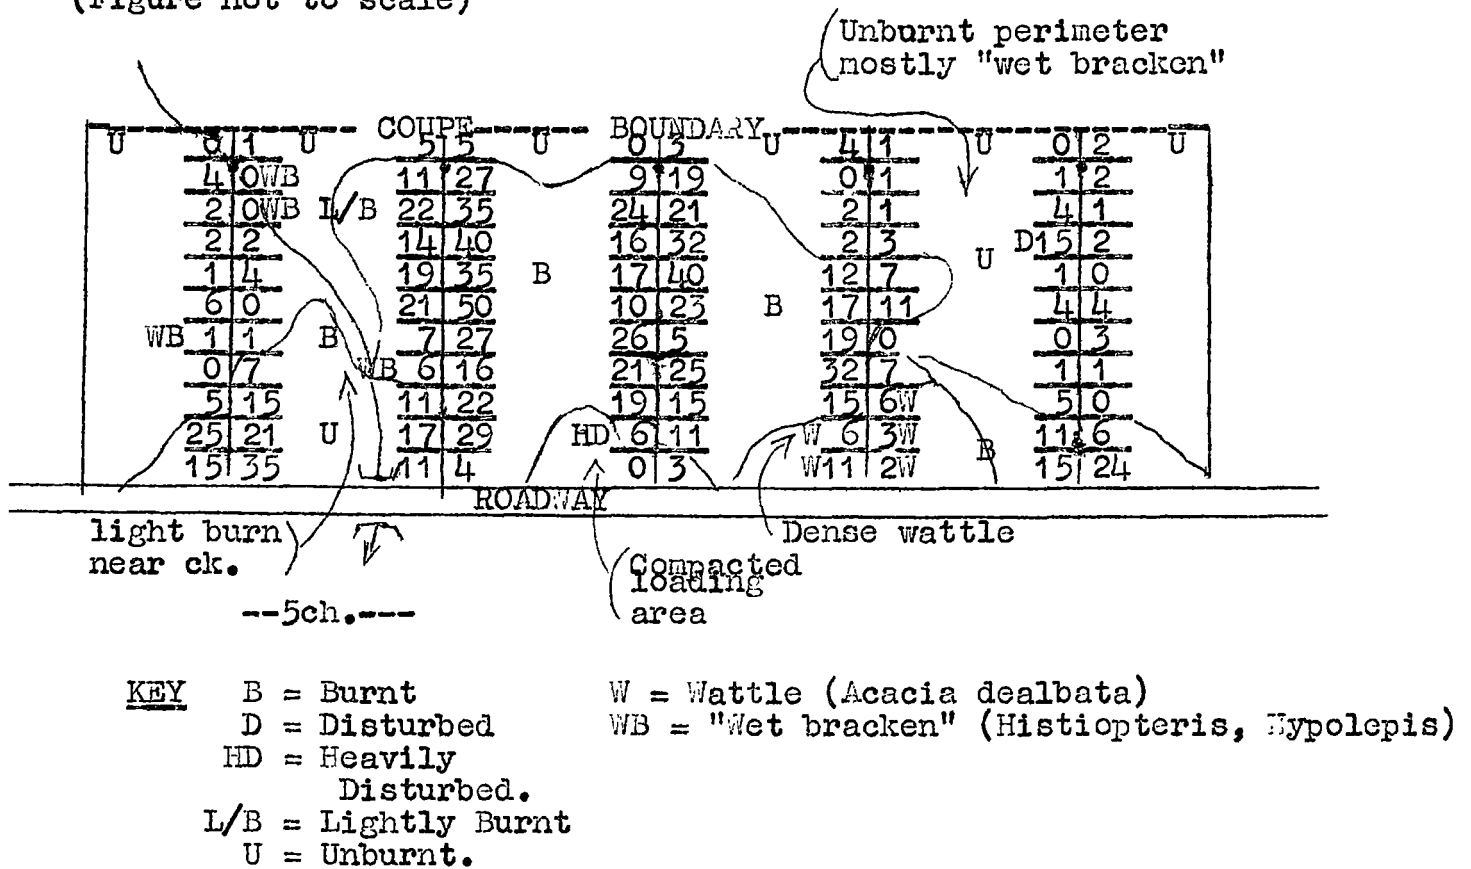 (Figure not to scale)
Unburnt perimeter
mostly "wet bracken"
COUPE BOUNDARY
U 0 1 U 5 5 U 0 3 U 4 1 U 0 2 U
4 0WB 11 27 9 19 0 1 1 2
2 0WB L/B 22 35 24 21 2 1 4 1
2 2 14 40 16 32 2 3 U D15 2
1 4 19 35 B 17 40 12 7 1 0
6 0 21 50 10 23 B 17 11 4 4
WB 1 1 B 7 27 26 5 19 0 0 3
0 7 WB 6 16 21 25 32 7 1 1
5 15 11 22 19 15 15 6W 5 0
25 21 U 17 29 HD 6 11 W 6 3W B 11 6
15 35 11 4 0 3 W11 2W 15 24
ROADWAY
light burn
near ck.
Dense wattle
Compacted
loading
area
--5ch.---
KEY B = Burnt W = Wattle (Acacia dealbata)
D = Disturbed WB = "Wet bracken" (Histiopteris, Hypolepis)
HD = Heavily
Disturbed.
L/B = Lightly Burnt
U = Unburnt.